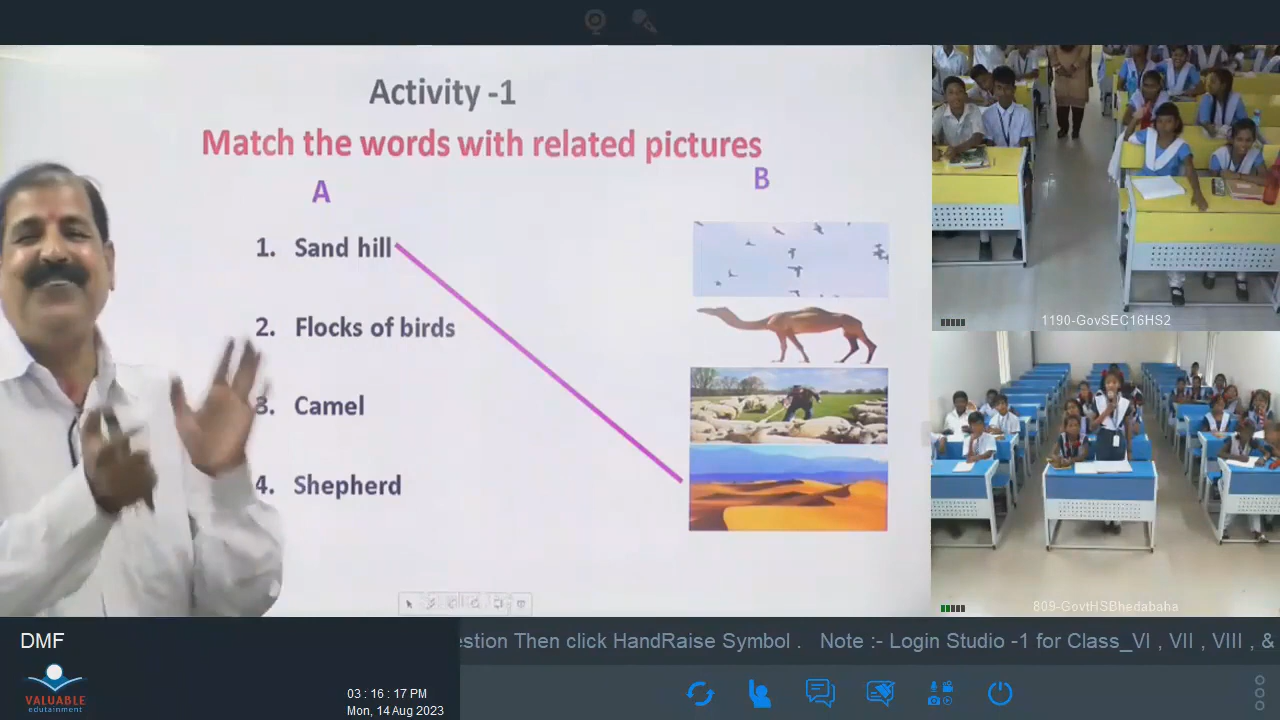 Activity -1
Match the words with related pictures
A
B
1. Sand hill
2. Flocks of birds
3. Camel
4. Shepherd
1190-GovSEC16HS2
809-GovtHSBhedabaha
DMF
estion Then click HandRaise Symbol . Note :- Login Studio -1 for Class_VI , VII , VIII , &
VALUABLE
edutainment
03 : 16 : 17 PM
Mon, 14 Aug 2023